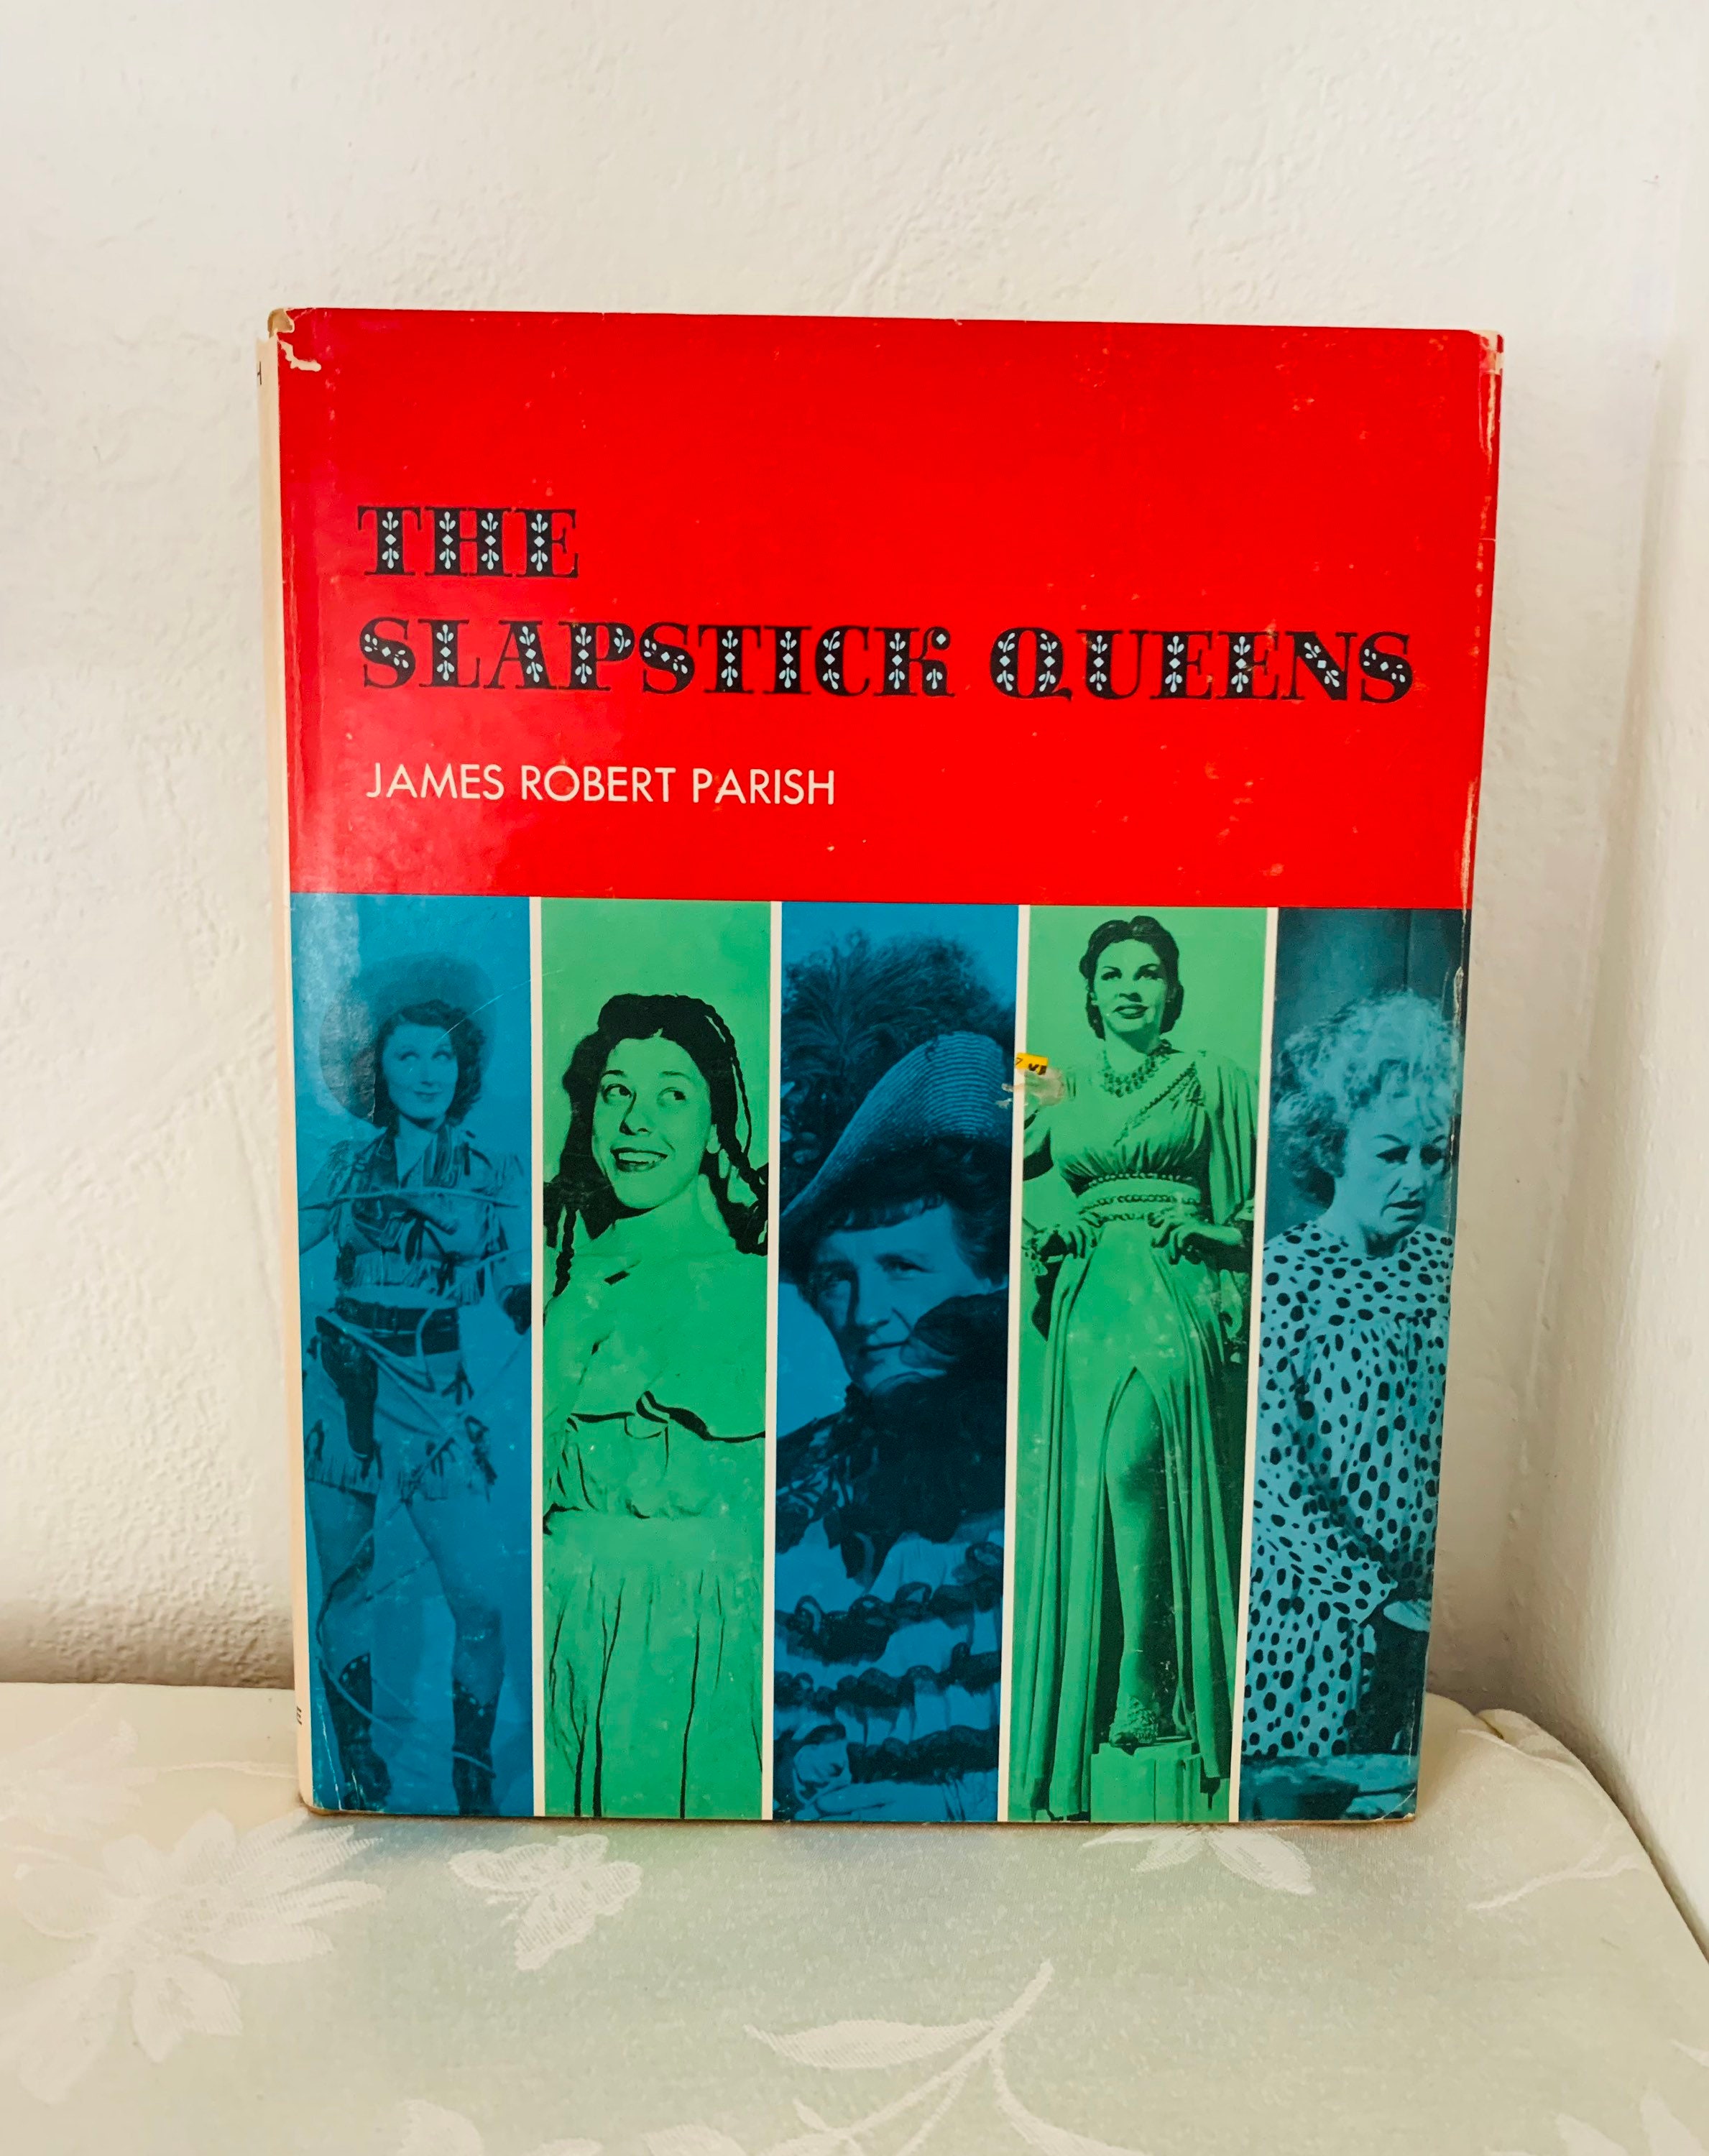 THE
SLAPSTICK QUEENS
JAMES ROBERT PARISH